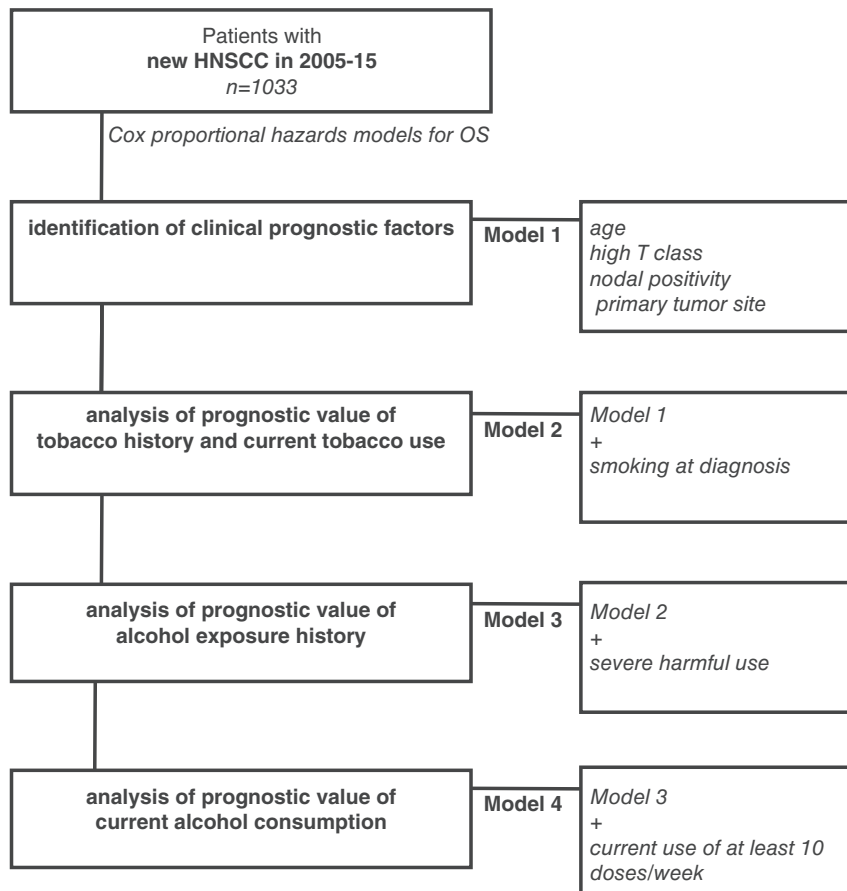 Patients with
new HNSCC in 2005-15
n=1033
Cox proportional hazards models for OS
identification of clinical prognostic factors
Model 1
age
high T class
nodal positivity
primary tumor site
analysis of prognostic value of
tobacco history and current tobacco use
Model 2
Model 1
+
smoking at diagnosis
analysis of prognostic value of
alcohol exposure history
Model 3
Model 2
+
severe harmful use
analysis of prognostic value of
current alcohol consumption
Model 4
Model 3
+
current use of at least 10
doses/week